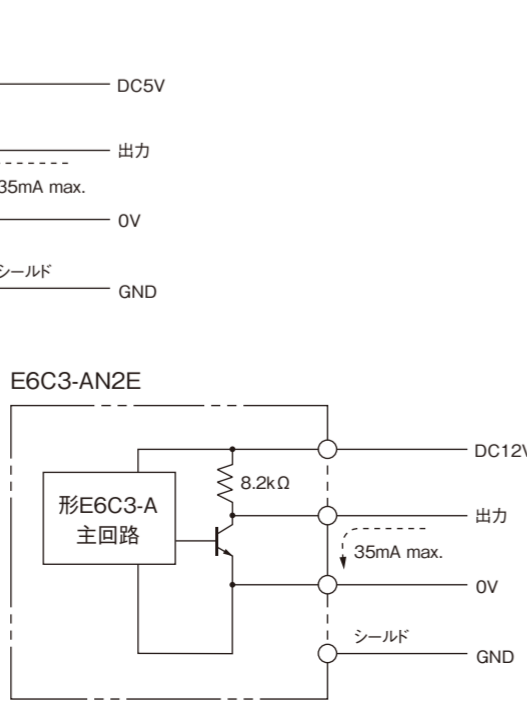 DC5V
出力
35mA max.
0V
シールド
GND
E6C3-AN2E
DC12V
8.2kΩ
形E6C3-A
主回路
出力
35mA max.
0V
シールド
GND